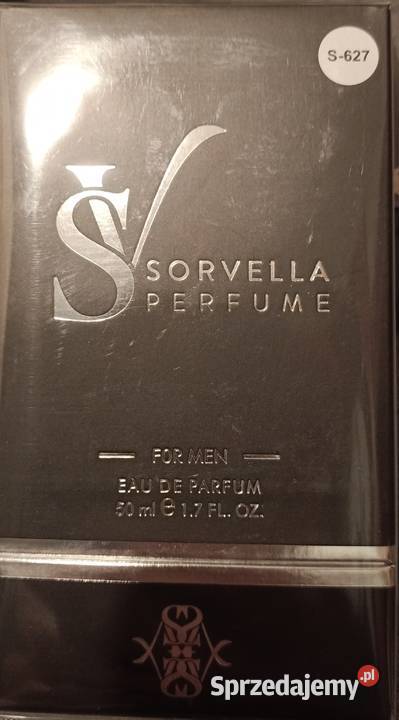 S-627
SV
SORVELLA
PERFUME
FOR MEN
EAU DE PARFUM
50 ml e 1.7 FL. OZ.
Sprzedajemy.pl